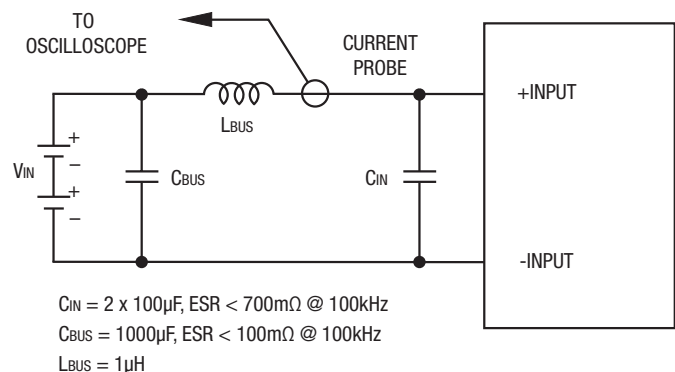 TO
OSCILLOSCOPE
CURRENT
PROBE
+INPUT
LBUS
VIN
+
–
+
–
CBUS
CIN
-INPUT
CIN = 2 x 100µF, ESR < 700mΩ @ 100kHz
CBUS = 1000µF, ESR < 100mΩ @ 100kHz
LBUS = 1µH